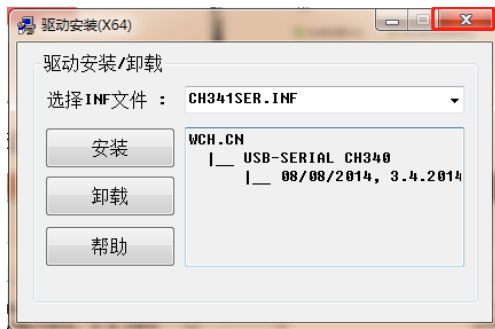 驱动安装(X64)
驱动安装/卸载
选择INF文件 : CH341SER.INF
安装
卸载
帮助
WCH.CN
|__ USB-SERIAL CH340
|__ 08/08/2014, 3.4.2014